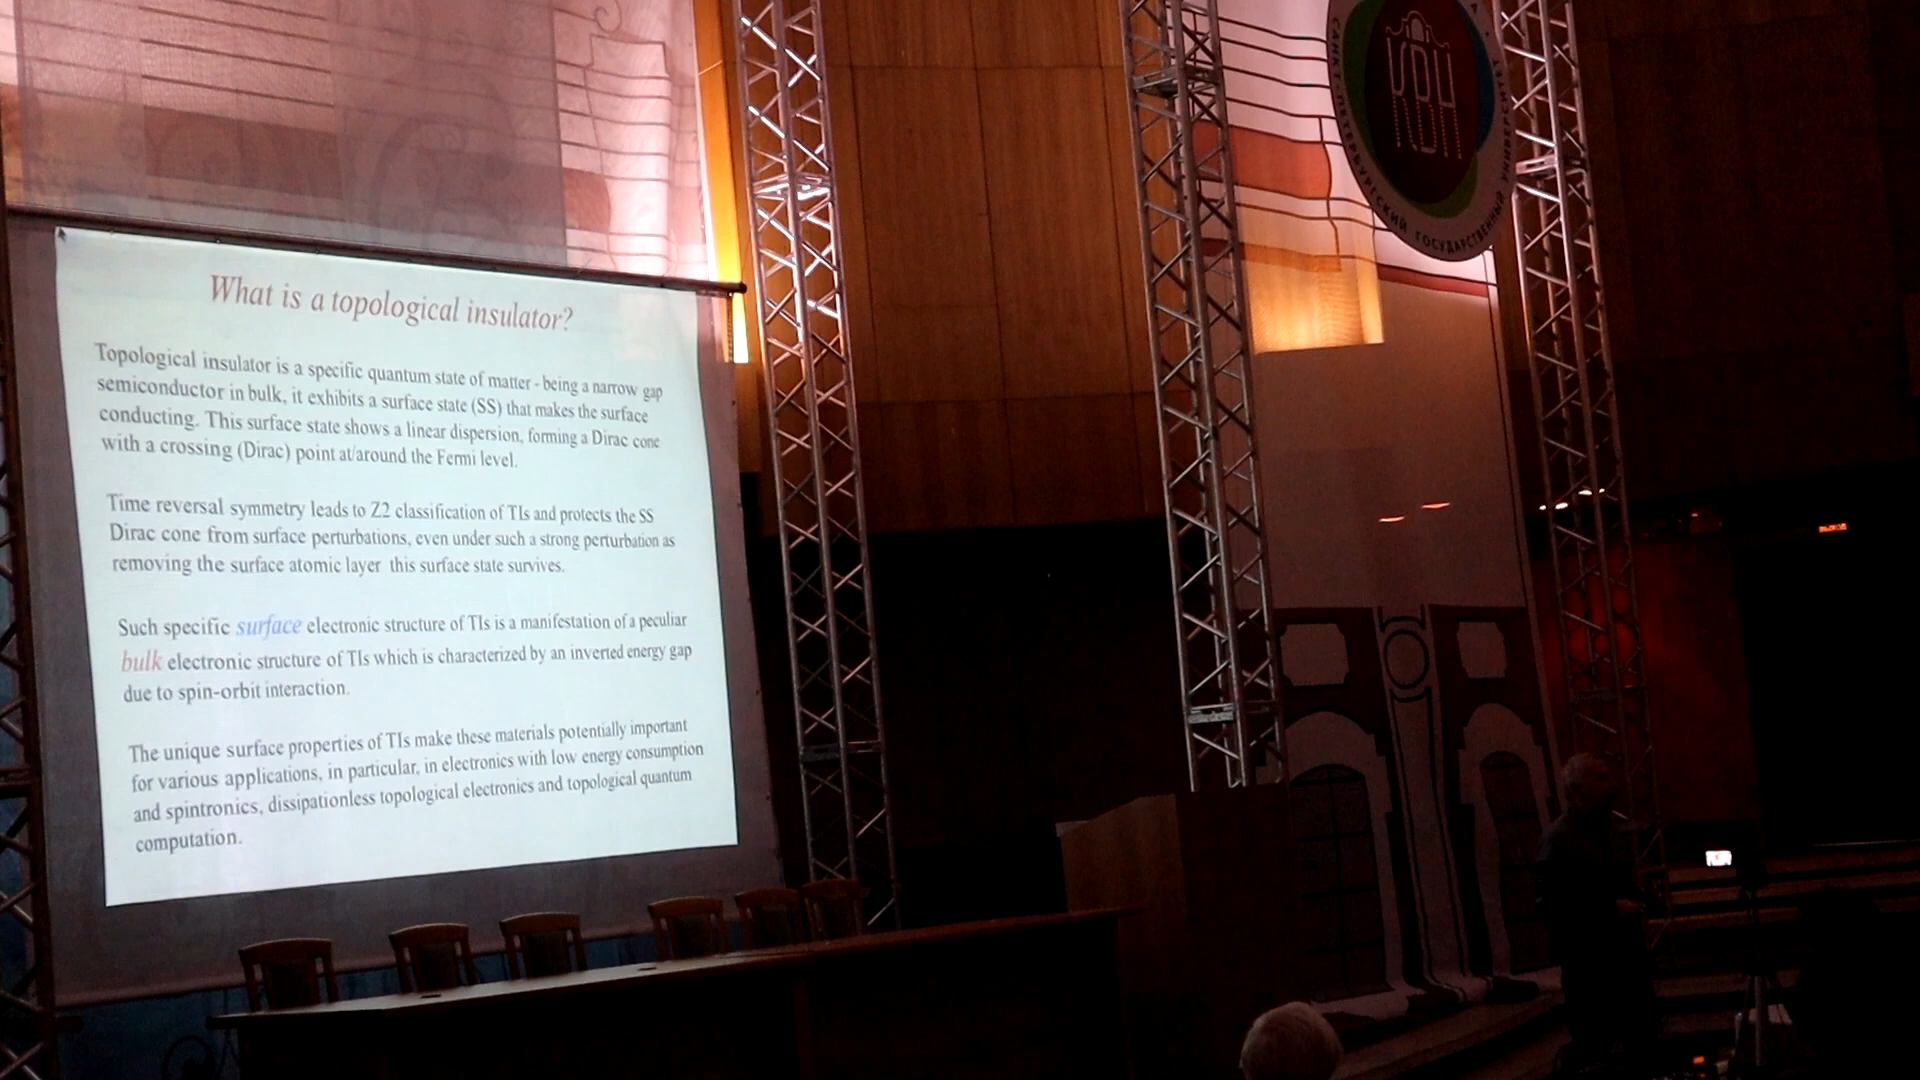 What is a topological insulator?
Topological insulator is a specific quantum state of matter - being a narrow gap
semiconductor in bulk, it exhibits a surface state (SS) that makes the surface
conducting. This surface state shows a linear dispersion, forming a Dirac cone
with a crossing (Dirac) point at/around the Fermi level.
Time reversal symmetry leads to Z2 classification of TIs and protects the SS
Dirac cone from surface perturbations, even under such a strong perturbation as
removing the surface atomic layer this surface state survives.
Such specific surface electronic structure of TIs is a manifestation of a peculiar
bulk electronic structure of TIs which is characterized by an inverted energy gap
due to spin-orbit interaction.
The unique surface properties of TIs make these materials potentially important
for various applications, in particular, in electronics with low energy consumption
and spintronics, dissipationless topological electronics and topological quantum
computation.
КВН
САНКТ-ПЕТЕРБУРГСКИЙ ГОСУДАРСТВЕННЫЙ УНИВЕРСИТЕТ